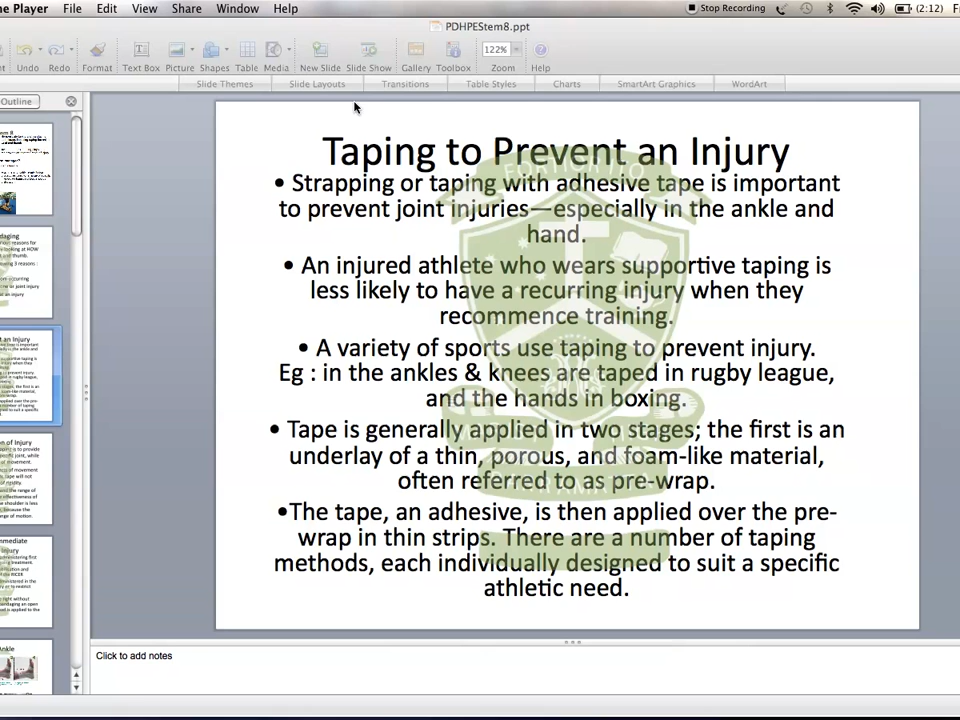 ne Player File Edit View Share Window Help Stop Recording (2:12)
PDHPEStem8.ppt
122%
Undo Redo Format Text Box Picture Shapes Table Media New Slide Slide Show Gallery Toolbox Zoom Help
Slide Themes Slide Layouts Transitions Table Styles Charts SmartArt Graphics WordArt
Outline
Taping to Prevent an Injury
• Strapping or taping with adhesive tape is important
to prevent joint injuries—especially in the ankle and
hand.
• An injured athlete who wears supportive taping is
less likely to have a recurring injury when they
recommence training.
• A variety of sports use taping to prevent injury.
Eg : in the ankles & knees are taped in rugby league,
and the hands in boxing.
• Tape is generally applied in two stages; the first is an
underlay of a thin, porous, and foam-like material,
often referred to as pre-wrap.
•The tape, an adhesive, is then applied over the pre-
wrap in thin strips. There are a number of taping
methods, each individually designed to suit a specific
athletic need.
Click to add notes